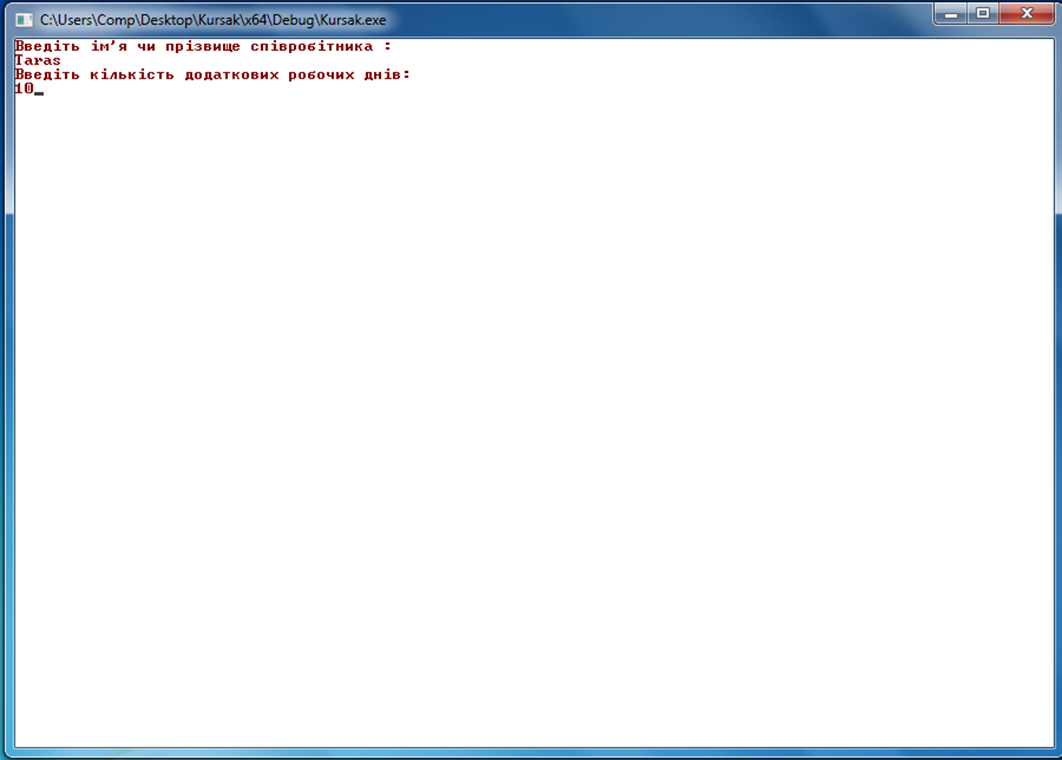 C:\Users\Comp\Desktop\Kursak\x64\Debug\Kursak.exe
Введіть ім'я чи прізвище співробітника :
Taras
Введіть кількість додаткових робочих днів:
10